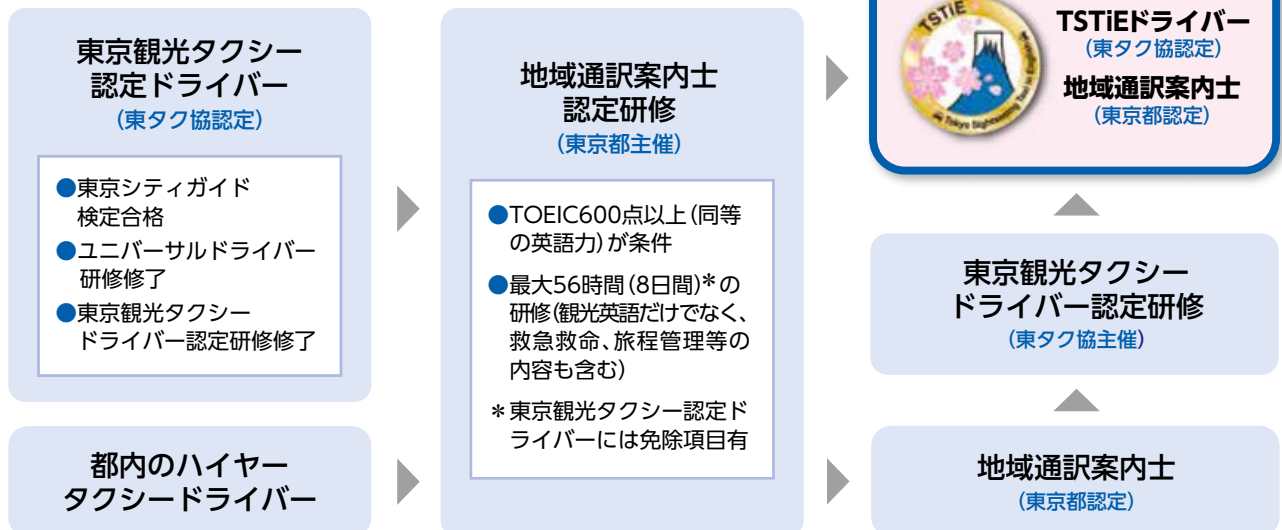 東京観光タクシー
認定ドライバー
(東タク協認定)
●東京シティガイド
検定合格
●ユニバーサルドライバー
研修修了
●東京観光タクシー
ドライバー認定研修修了
都内のハイヤー
タクシードライバー
地域通訳案内士
認定研修
(東京都主催)
●TOEIC600点以上(同等
の英語力)が条件
●最大56時間(8日間)*の
研修(観光英語だけでなく、
救急救命、旅程管理等の
内容も含む)
*東京観光タクシー認定ド
ライバーには免除項目有
TSTiE
Tokyo Sightseeing Taxi in English
TSTiEドライバー
(東タク協認定)
地域通訳案内士
(東京都認定)
東京観光タクシー
ドライバー認定研修
(東タク協主催)
地域通訳案内士
(東京都認定)